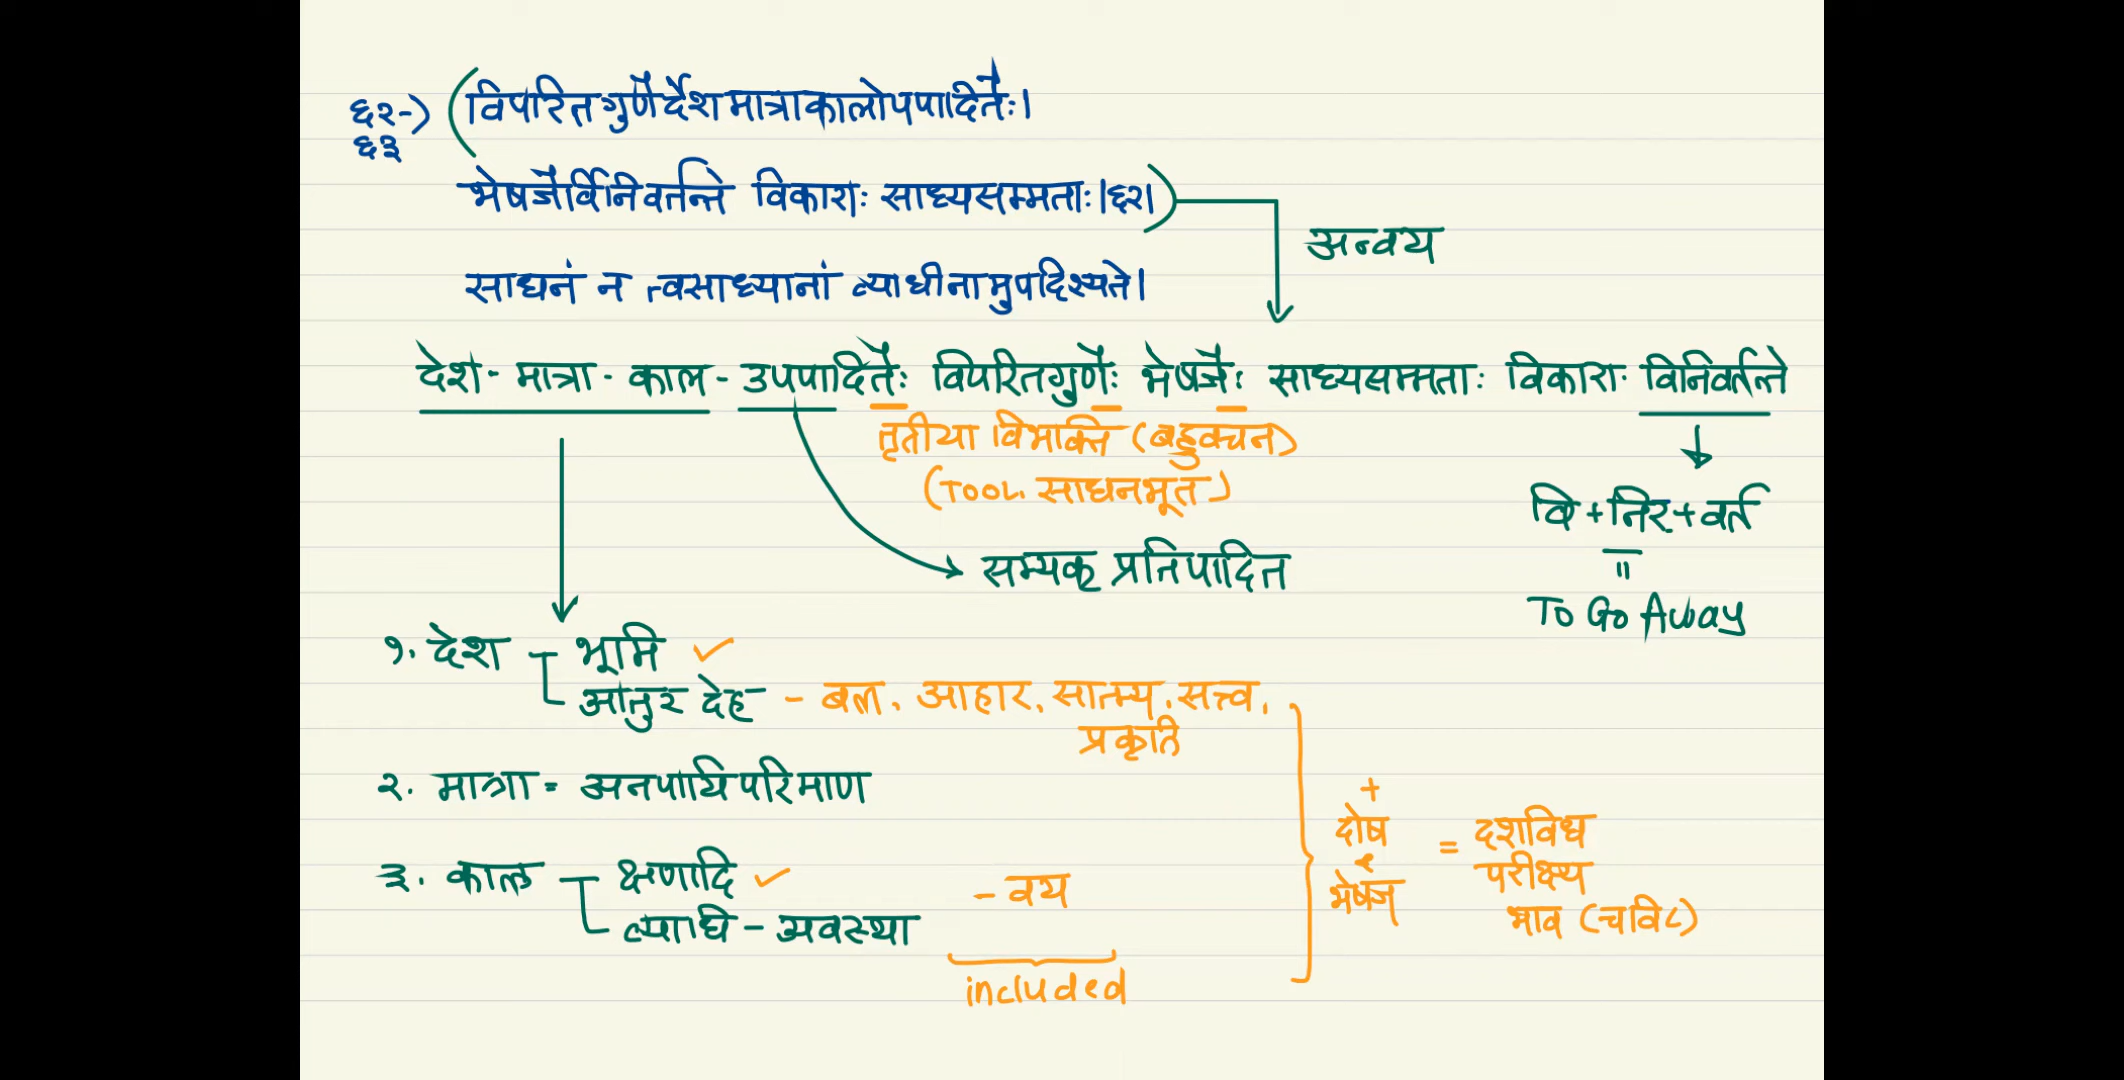 ६२-) (विपरितगुणैर्देशमात्राकालोपपादितैः।
६३
भेषजैर्विनिवर्तन्ते विकाराः साध्यसम्मताः।६२।)
अन्वय
साधनं न त्वसाध्यानां व्याधीनामुपदिश्यते।
देश - मात्रा - काल - उपपादितैः विपरितगुणैः भेषजैः साध्यसम्मताः विकाराः विनिवर्तन्ते
तृतीया विभक्ति (बहुवचन)
(TOOL. साधनभूत)
वि + निर + वर्त
=
सम्यक् प्रतिपादित
To Go Away
१. देश - भूमि ✓
आतुर देह - बल, आहार, सात्म्य, सत्त्व,
प्रकृति
२. मात्रा = अनपायि परिमाण
+
दोष
&
भेषज
= दशविध
परीक्ष्य
भाव (चवि८)
३. काल - क्षणादि ✓
- वय
व्याधि - अवस्था
included